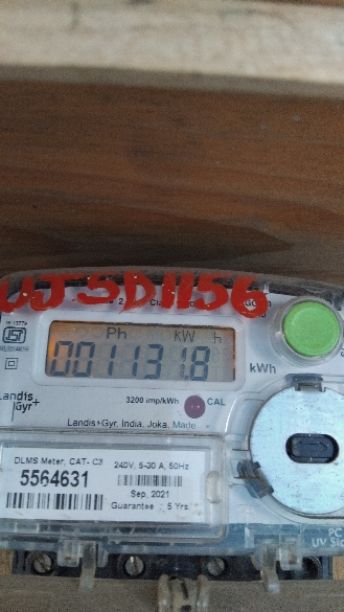 UJSD1156
Ph kW h
001131.8
kWh
3200 imp/kWh CAL
Landis+ Gyr+
Landis+Gyr, India, Joka, Made
DLMS Meter, CAT- C3
5564631
240V, 5-30 A, 50Hz
Sep, 2021
Guarantee : 5 Yrs